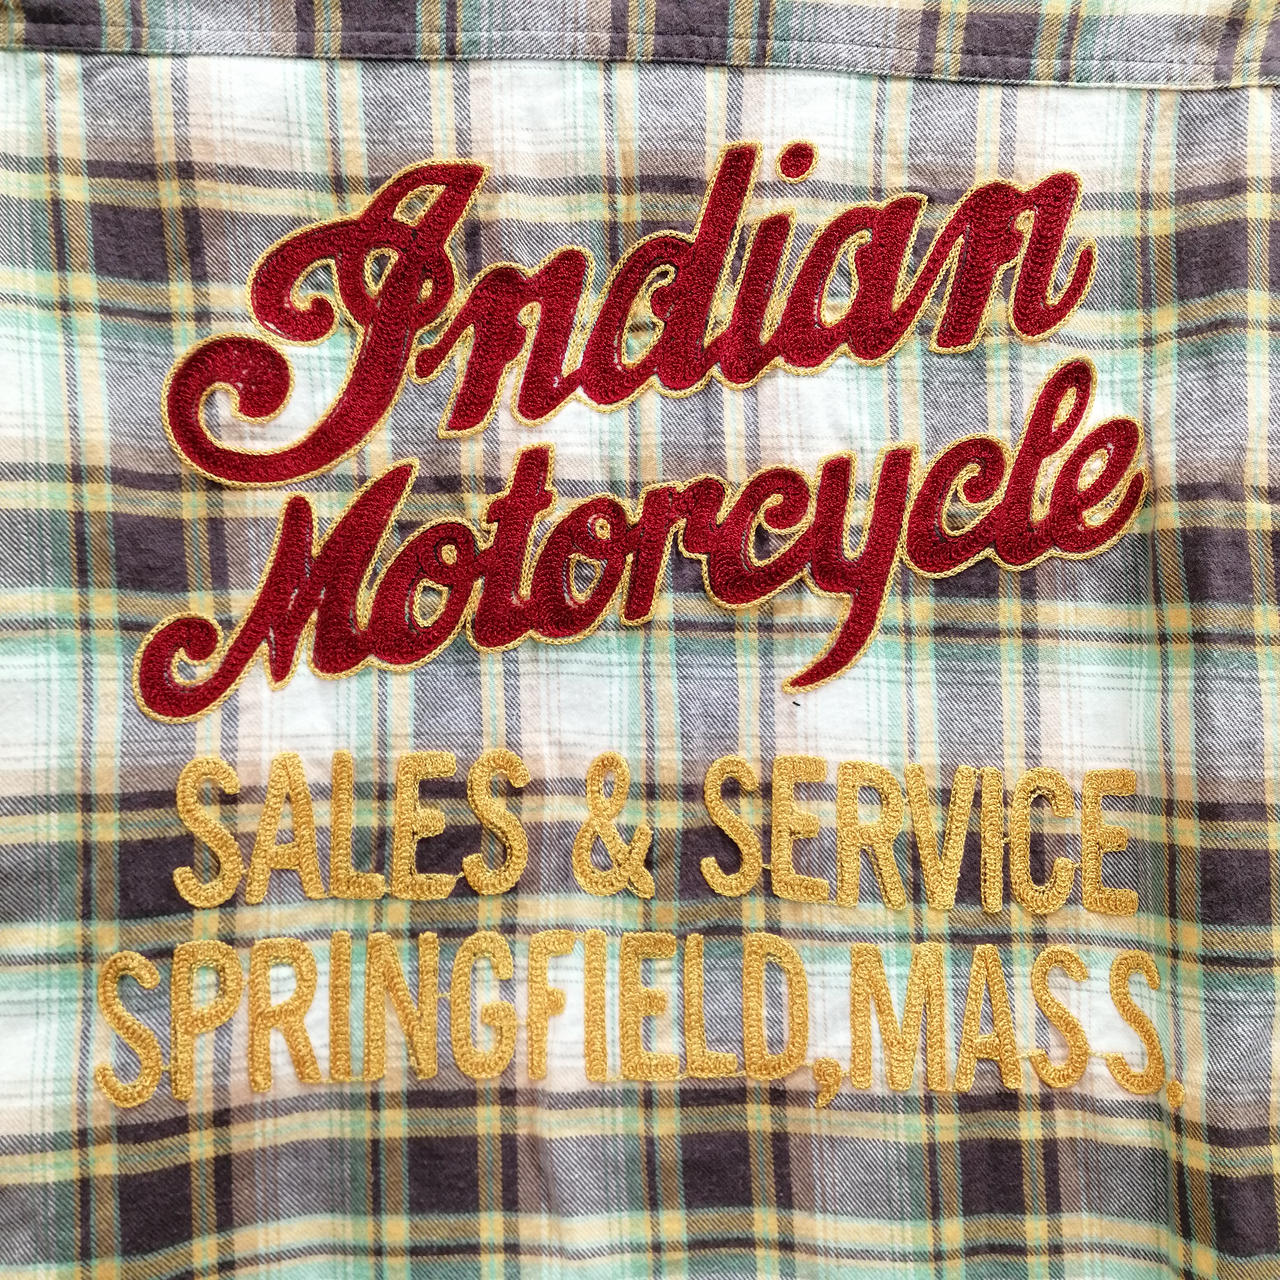 Indian
Motorcycle
SALES & SERVICE
SPRINGFIELD, MASS.